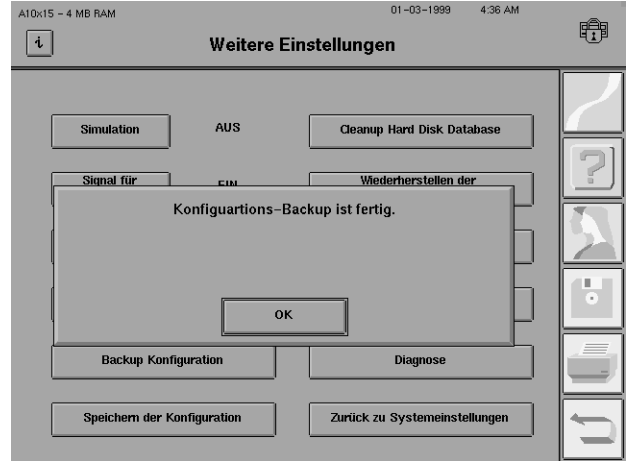 A10x15 – 4 MB RAM
01–03–1999 4:36 AM
i
Weitere Einstellungen
Simulation
AUS
Cleanup Hard Disk Database
Signal für
EIN
Wiederherstellen der
Konfiguartions–Backup ist fertig.
OK
Backup Konfiguration
Diagnose
Speichern der Konfiguration
Zurück zu Systemeinstellungen
?